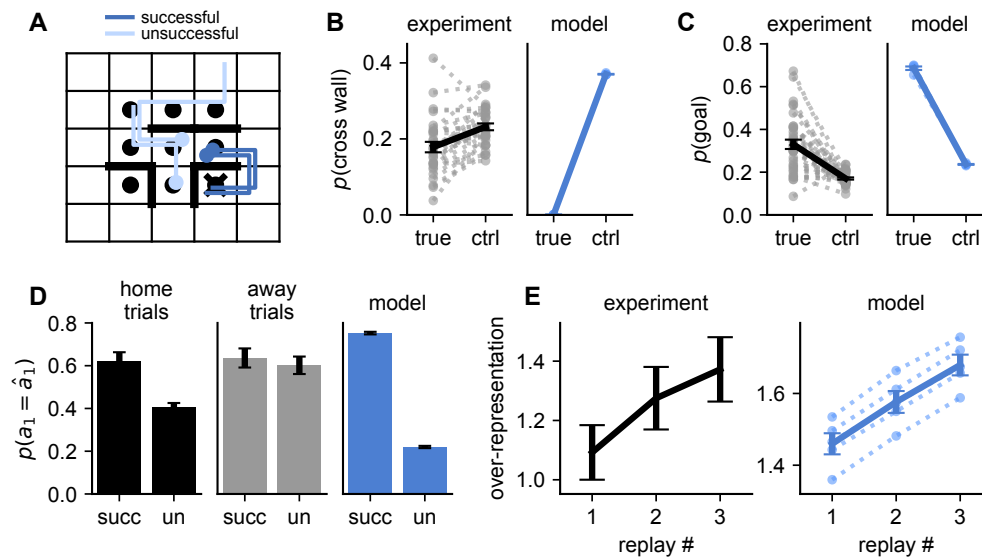 A
successful
unsuccessful
B
experiment
model
p(cross wall)
0.4
0.2
0.0
true
ctrl
true
ctrl
C
experiment
model
p(goal)
0.8
0.6
0.4
0.2
0.0
true
ctrl
true
ctrl
D
home
trials
away
trials
model
p(a₁ = â₁)
0.8
0.6
0.4
0.2
0.0
succ
un
succ
un
succ
un
E
experiment
model
over-representation
1.4
1.2
1.0
1
2
3
replay #
1.6
1.4
1
2
3
replay #